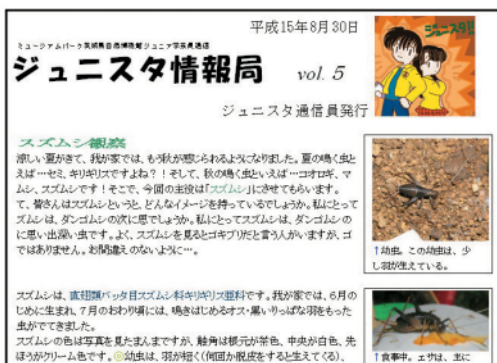 平成15年8月30日
ミュージアムパーク茨城県自然博物館ジュニア学芸員通信
ジュニスタ!!
ジュニスタ情報局 vol. 5
ジュニスタ通信員発行
スズムシ観察
涼しい夏がきて、我が家では、もう秋が感じられるようになりました。夏の鳴く虫と
えば…セミ、キリギリスですよね?!そして、秋の鳴く虫といえば…コオロギ、マ
ムシ、スズムシです!そこで、今回の主役は「スズムシ」にさせてもらいます。
て、皆さんはスズムシというと、どんなイメージを持っているでしょうか。私にとって
ズムシは、ダンゴムシの次に思でしょうか。私にとってスズムシは、ダンゴムシの
に思い出深い虫です。よく、スズムシを見るとゴキブリだと言う人がいますが、ゴ
ではありません。お間違えのないように…。
↑幼虫。この幼虫は、少
し羽が生えている。
スズムシは、直翅類バッタ目スズムシ科キリギリス亜科です。我が家では、6月の
じめに生まれ、7月のおわり頃には、鳴きはじめるオス・黒いりっぱな羽をもった
虫がでてきました。
スズムシの色は写真を見たまんまですが、触角は根元が茶色、中央が白色、先
ほうがクリーム色です。◎幼虫は、羽が短く(何回か脱皮をすると生えてくる)、
↑食事中。エサは、主に